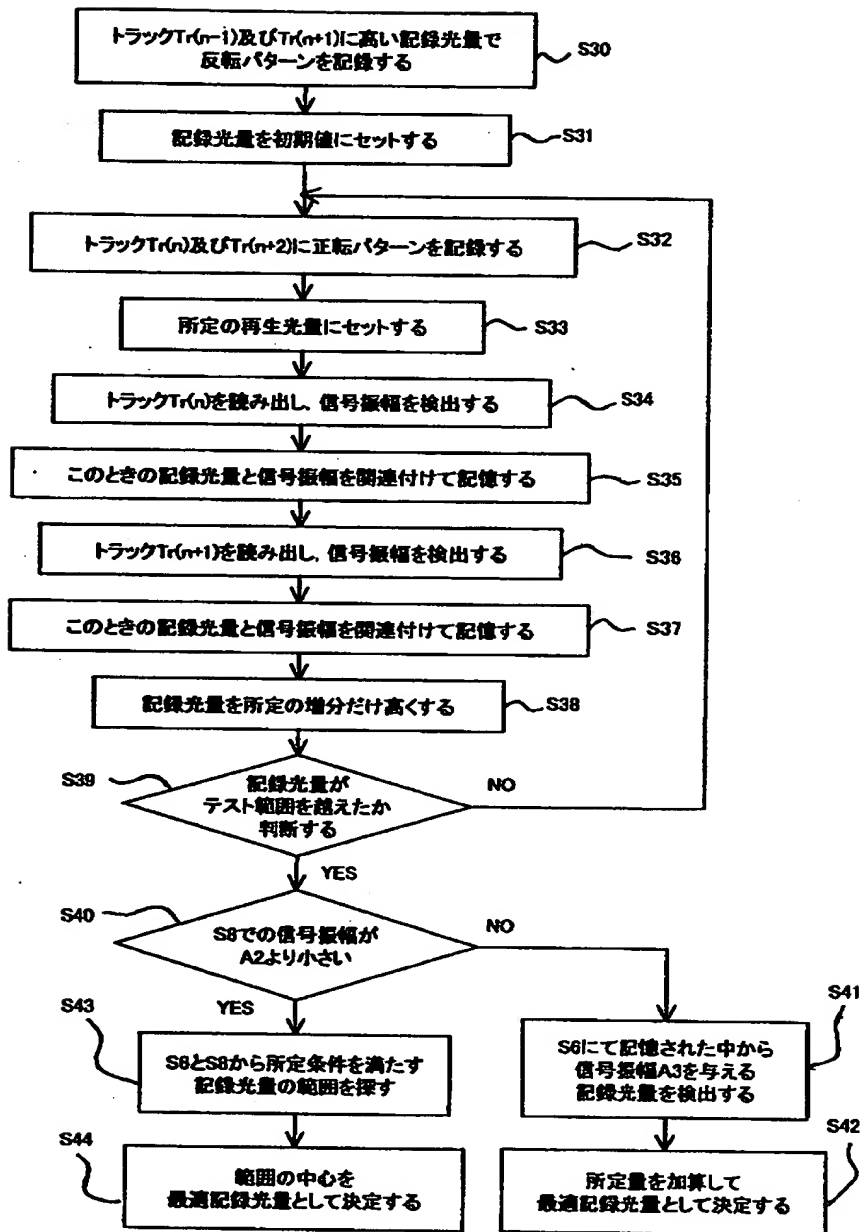 トラックTr(n-1)及びTr(n+1)に高い記録光量で
反転パターンを記録する
S30
記録光量を初期値にセットする
S31
トラックTr(n)及びTr(n+2)に正転パターンを記録する
S32
所定の再生光量にセットする
S33
トラックTr(n)を読み出し、信号振幅を検出する
S34
このときの記録光量と信号振幅を関連付けて記憶する
S35
トラックTr(n+1)を読み出し、信号振幅を検出する
S36
このときの記録光量と信号振幅を関連付けて記憶する
S37
記録光量を所定の増分だけ高くする
S38
S39
記録光量が
テスト範囲を越えたか
判断する
NO
YES
S40
S8での信号振幅が
A2より小さい
NO
YES
S43
S6とS8から所定条件を満たす
記録光量の範囲を探す
S41
S6にて記憶された中から
信号振幅A3を与える
記録光量を検出する
S44
範囲の中心を
最適記録光量として決定する
S42
所定量を加算して
最適記録光量として決定する